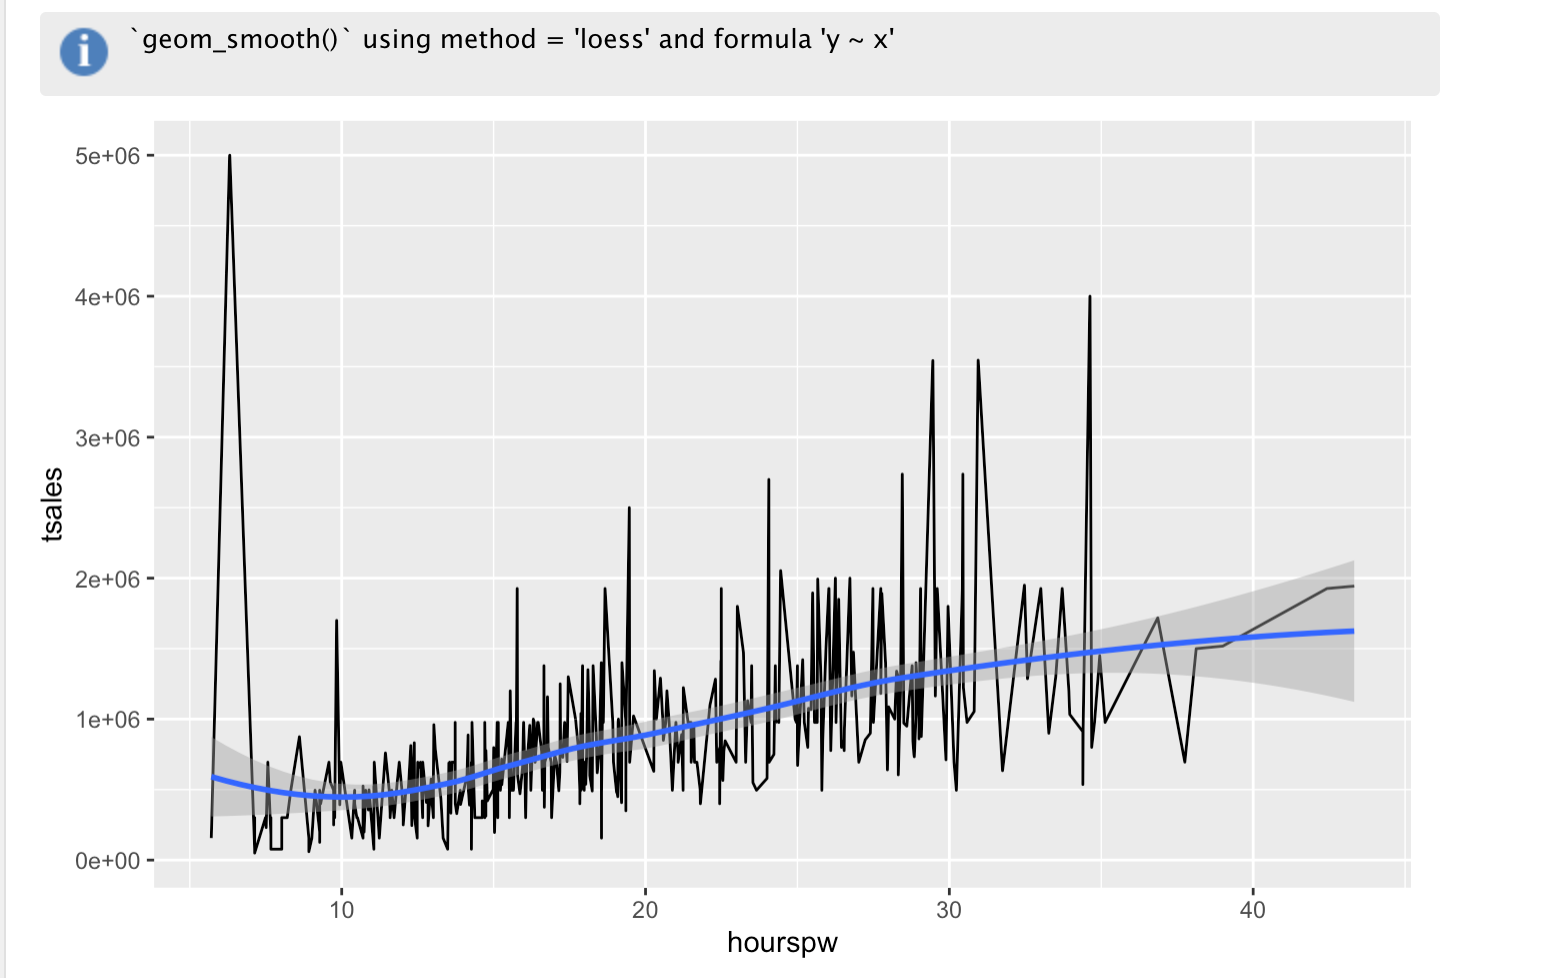 `geom_smooth()` using method = 'loess' and formula 'y ~ x'
5e+06
4e+06
3e+06
2e+06
1e+06
0e+00
tsales
10 20 30 40
hourspw